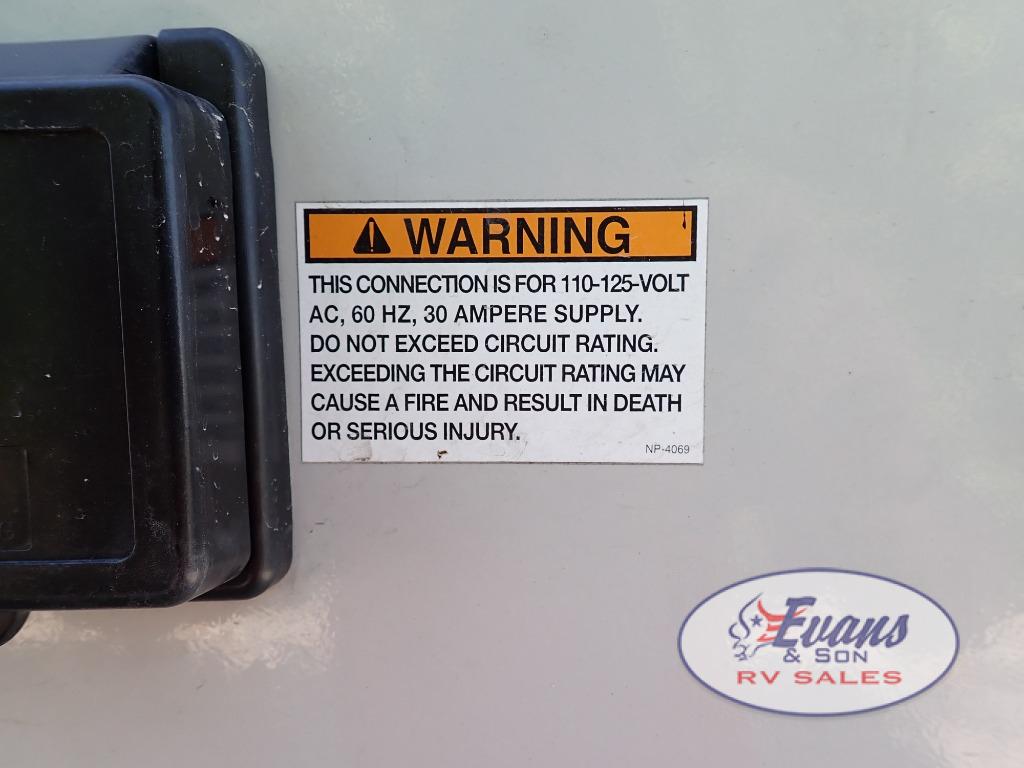 WARNING
THIS CONNECTION IS FOR 110-125-VOLT
AC, 60 HZ, 30 AMPERE SUPPLY.
DO NOT EXCEED CIRCUIT RATING.
EXCEEDING THE CIRCUIT RATING MAY
CAUSE A FIRE AND RESULT IN DEATH
OR SERIOUS INJURY.
NP-4069
Evans
& SON
RV SALES